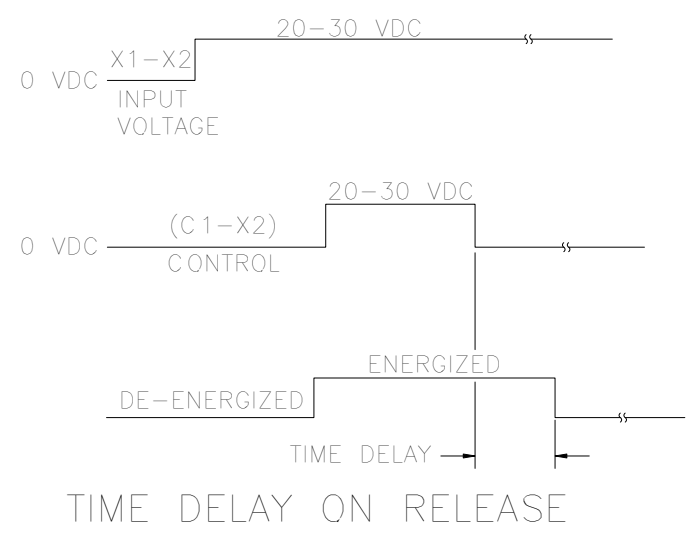 20-30 VDC
X1-X2
0 VDC
INPUT
VOLTAGE
20-30 VDC
(C1-X2)
0 VDC
CONTROL
ENERGIZED
DE-ENERGIZED
TIME DELAY
TIME DELAY ON RELEASE